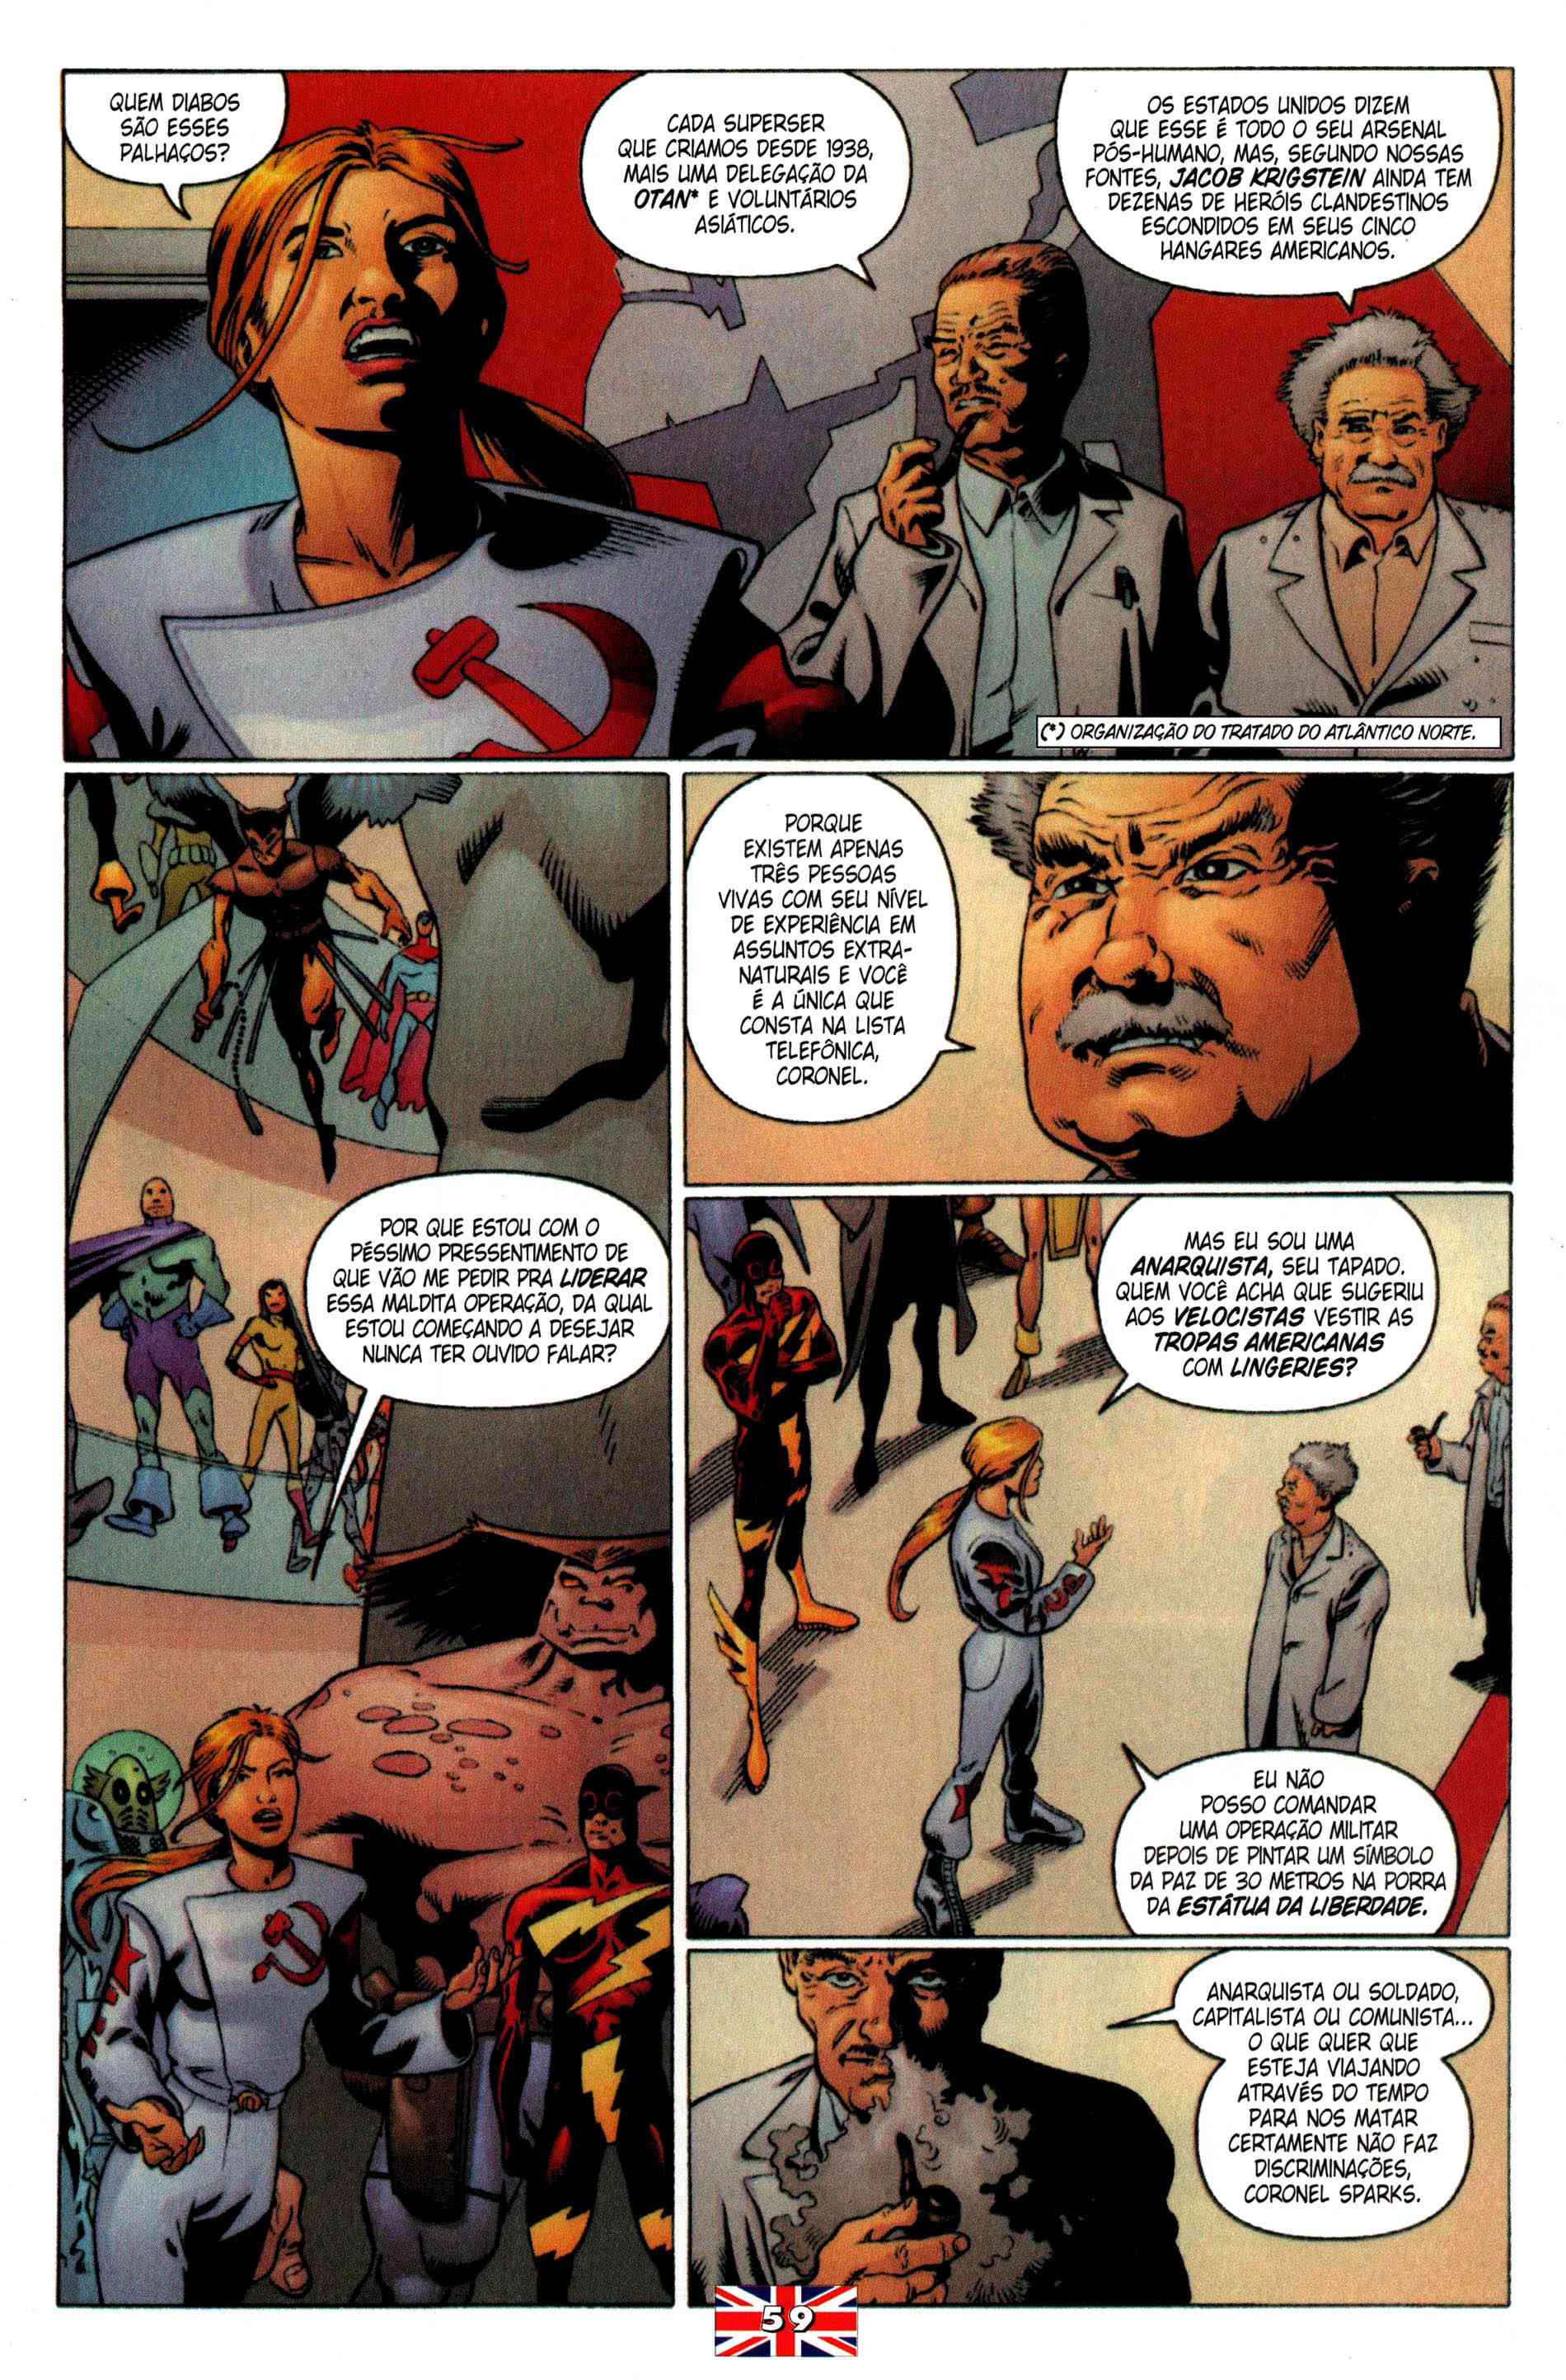 QUEM DIABOS
SÃO ESSES
PALHAÇOS?
CADA SUPERSER
QUE CRIAMOS DESDE 1938,
MAIS UMA DELEGAÇÃO DA
OTAN* E VOLUNTÁRIOS
ASIÁTICOS.
OS ESTADOS UNIDOS DIZEM
QUE ESSE É TODO O SEU ARSENAL
PÓS-HUMANO, MAS, SEGUNDO NOSSAS
FONTES, JACOB KRIGSTEIN AINDA TEM
DEZENAS DE HERÓIS CLANDESTINOS
ESCONDIDOS EM SEUS CINCO
HANGARES AMERICANOS.
(*) ORGANIZAÇÃO DO TRATADO DO ATLÂNTICO NORTE.
POR QUE ESTOU COM O
PÉSSIMO PRESSENTIMENTO DE
QUE VÃO ME PEDIR PRA LIDERAR
ESSA MALDITA OPERAÇÃO, DA QUAL
ESTOU COMEÇANDO A DESEJAR
NUNCA TER OUVIDO FALAR?
PORQUE
EXISTEM APENAS
TRÊS PESSOAS
VIVAS COM SEU NÍVEL
DE EXPERIÊNCIA EM
ASSUNTOS EXTRA-
NATURAIS E VOCÊ
É A ÚNICA QUE
CONSTA NA LISTA
TELEFÔNICA,
CORONEL.
MAS EU SOU UMA
ANARQUISTA, SEU TAPADO.
QUEM VOCÊ ACHA QUE SUGERIU
AOS VELOCISTAS VESTIR AS
TROPAS AMERICANAS
COM LINGERIES?
EU NÃO
POSSO COMANDAR
UMA OPERAÇÃO MILITAR
DEPOIS DE PINTAR UM SÍMBOLO
DA PAZ DE 30 METROS NA PORRA
DA ESTÁTUA DA LIBERDADE.
ANARQUISTA OU SOLDADO,
CAPITALISTA OU COMUNISTA...
O QUE QUER QUE
ESTEJA VIAJANDO
ATRAVÉS DO TEMPO
PARA NOS MATAR
CERTAMENTE NÃO FAZ
DISCRIMINAÇÕES,
CORONEL SPARKS.
59